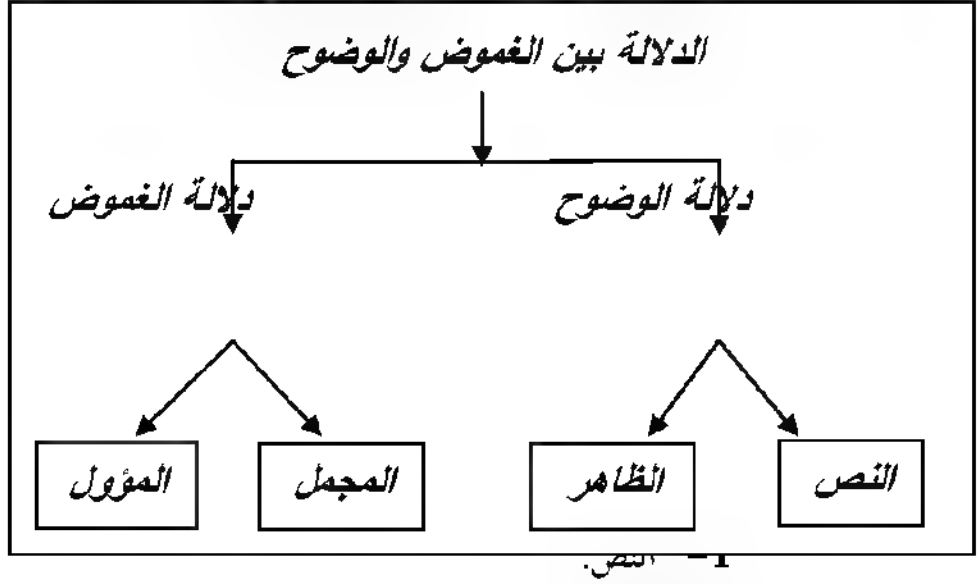 الدلالة بين الغموض والوضوح
دلالة الوضوح
دلالة الغموض
النص
الظاهر
المجمل
المؤول
1- النص.